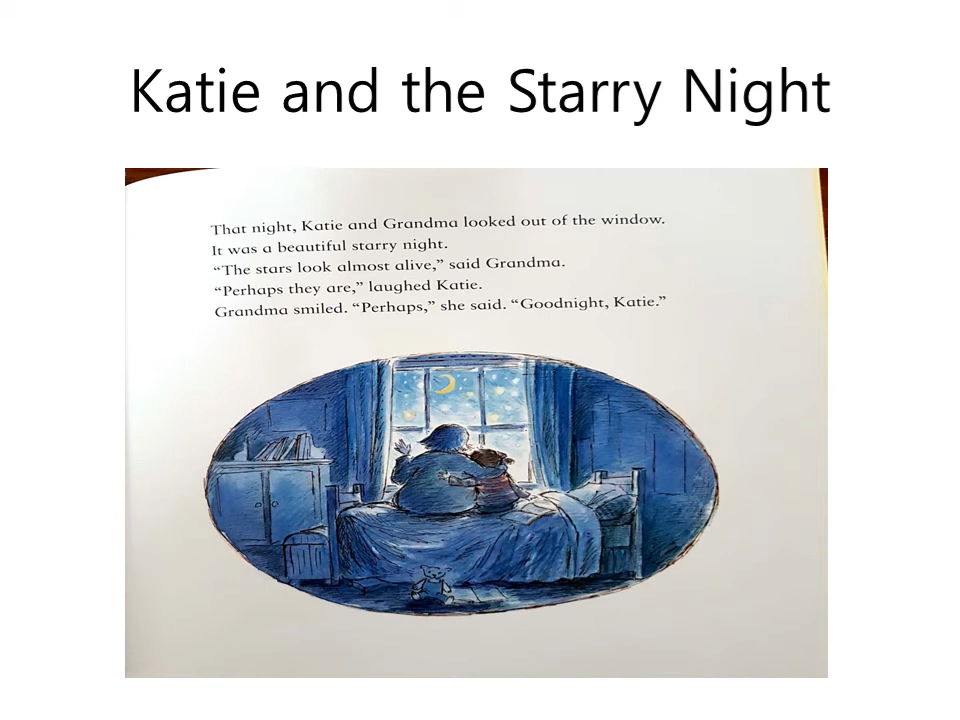 Katie and the Starry Night
That night, Katie and Grandma looked out of the window.
It was a beautiful starry night.
“The stars look almost alive,” said Grandma.
“Perhaps they are,” laughed Katie.
Grandma smiled. “Perhaps,” she said. “Goodnight, Katie.”